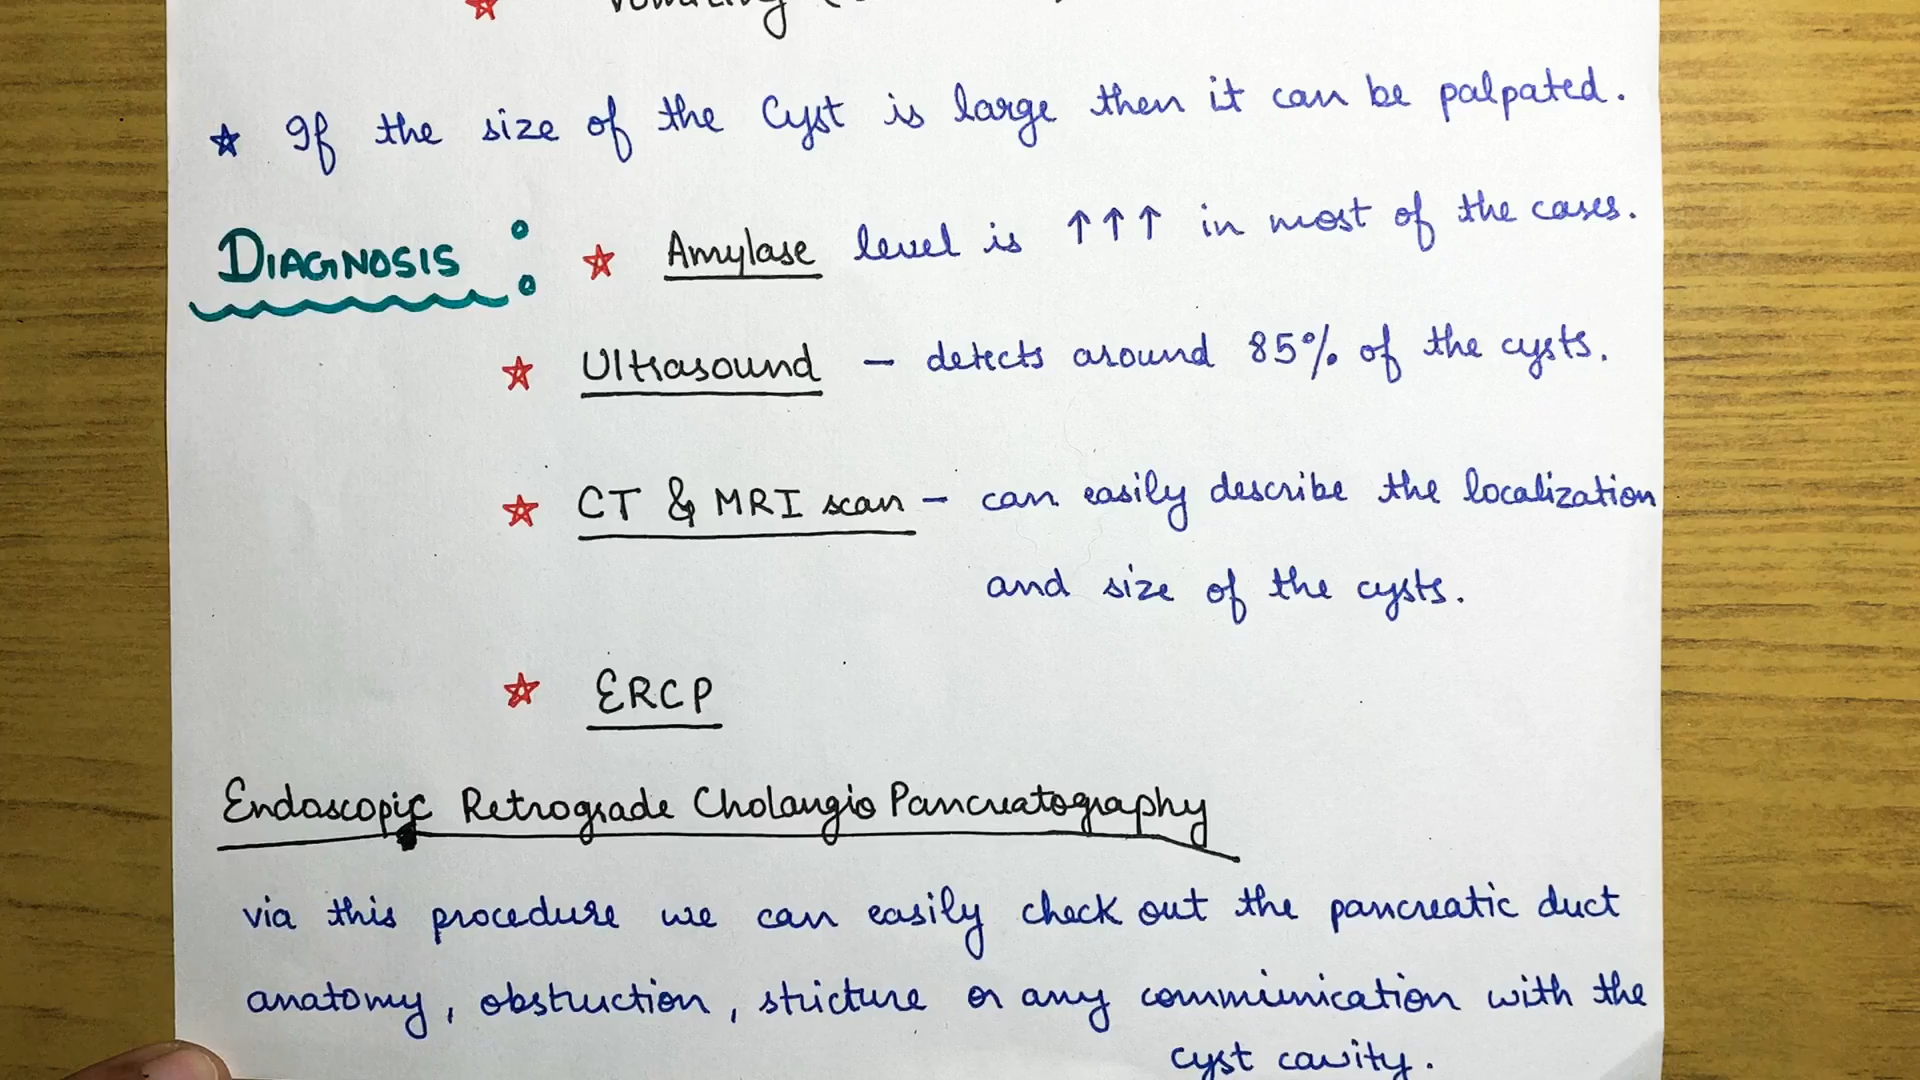 ★ If the size of the Cyst is large then it can be palpated.
DIAGNOSIS : ★ Amylase level is ↑↑↑ in most of the cases.
★ Ultrasound – detects around 85% of the cysts.
★ CT & MRI scan – can easily describe the localization
and size of the cysts.
★ ERCP
Endoscopic Retrograde Cholangio Pancreatography
via this procedure we can easily check out the pancreatic duct
anatomy, obstruction, stricture or any communication with the
cyst cavity.